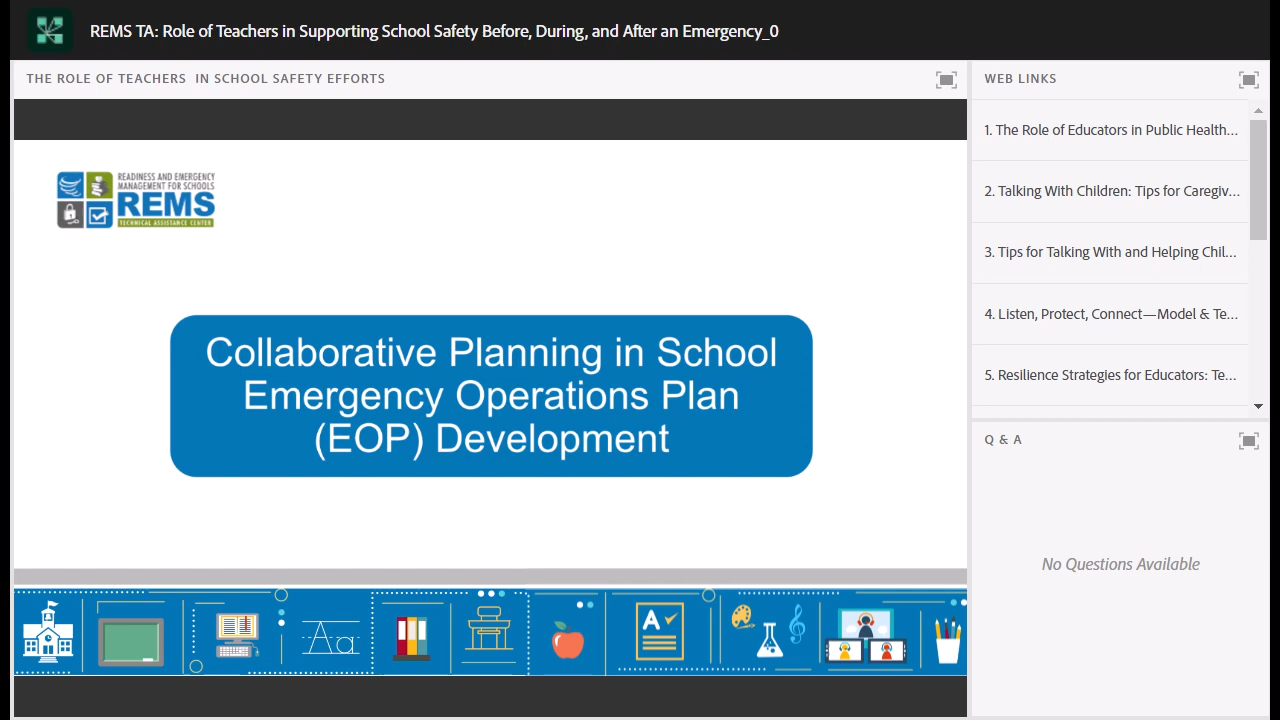 REMS TA: Role of Teachers in Supporting School Safety Before, During, and After an Emergency_0
THE ROLE OF TEACHERS IN SCHOOL SAFETY EFFORTS
READINESS AND EMERGENCY
MANAGEMENT FOR SCHOOLS
REMS
TECHNICAL ASSISTANCE CENTER
Collaborative Planning in School
Emergency Operations Plan
(EOP) Development
Aa
A
WEB LINKS
1. The Role of Educators in Public Health...
2. Talking With Children: Tips for Caregiv...
3. Tips for Talking With and Helping Chil...
4. Listen, Protect, Connect—Model & Te...
5. Resilience Strategies for Educators: Te...
Q & A
No Questions Available